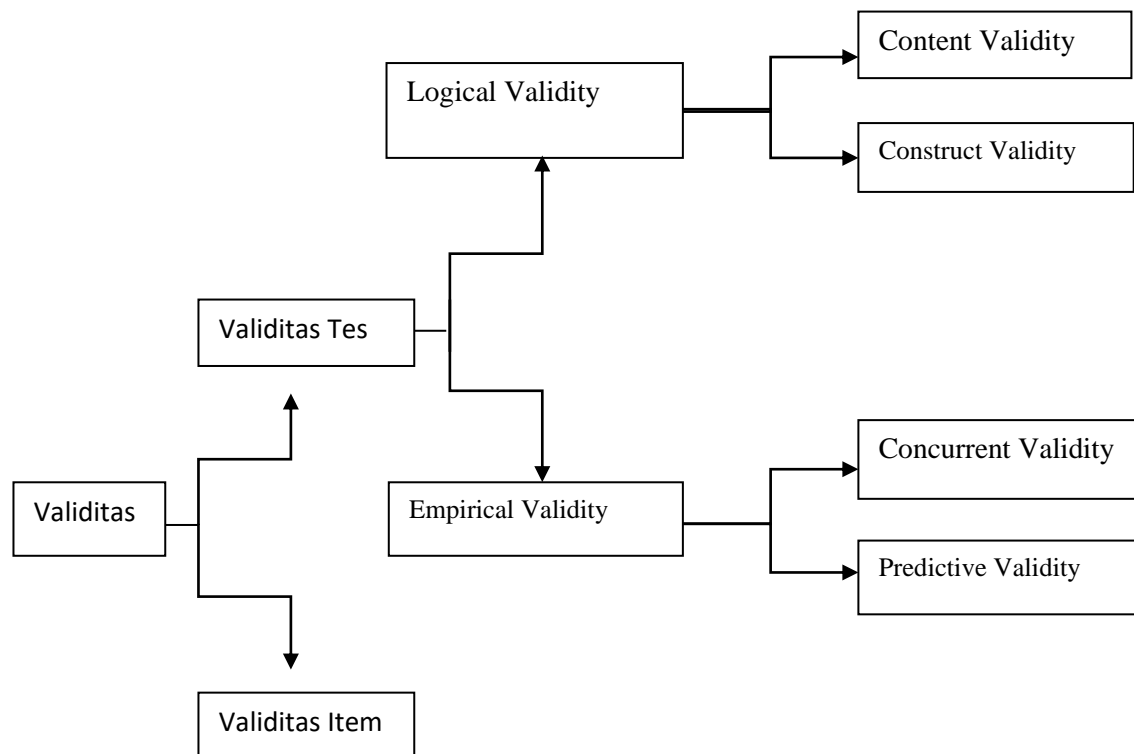 Content Validity
Logical Validity
Construct Validity
Validitas Tes
Concurrent Validity
Validitas
Empirical Validity
Predictive Validity
Validitas Item